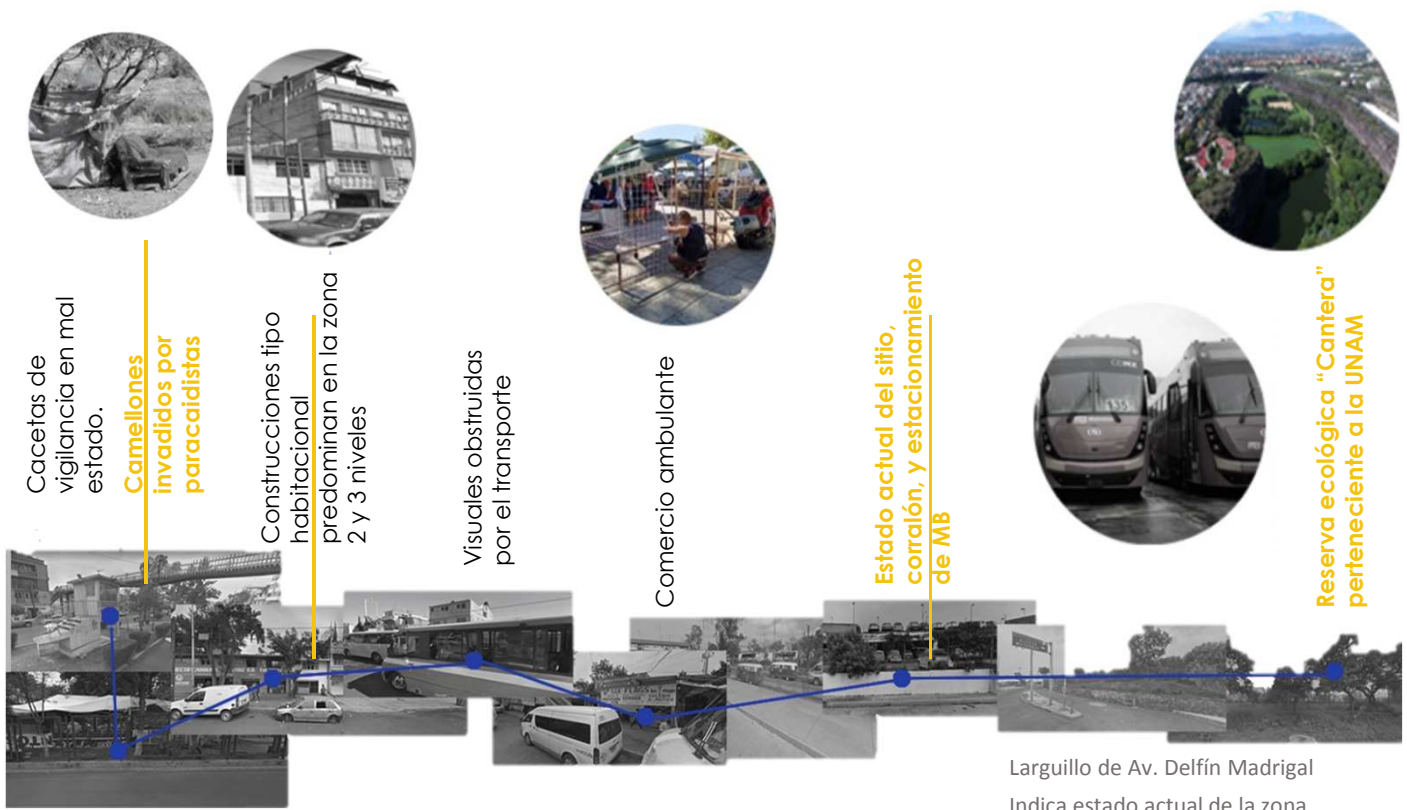 Cacetas de
vigilancia en mal
estado.
Camellones
invadidos por
paracaidistas
Construcciones tipo
habitacional
predominan en la zona
2 y 3 niveles
Visuales obstruidas
por el transporte
Comercio ambulante
Estado actual del sitio,
corralón, y estacionamiento
de MB
Reserva ecológica “Cantera”
perteneciente a la UNAM
Larguillo de Av. Delfín Madrigal
Indica estado actual de la zona